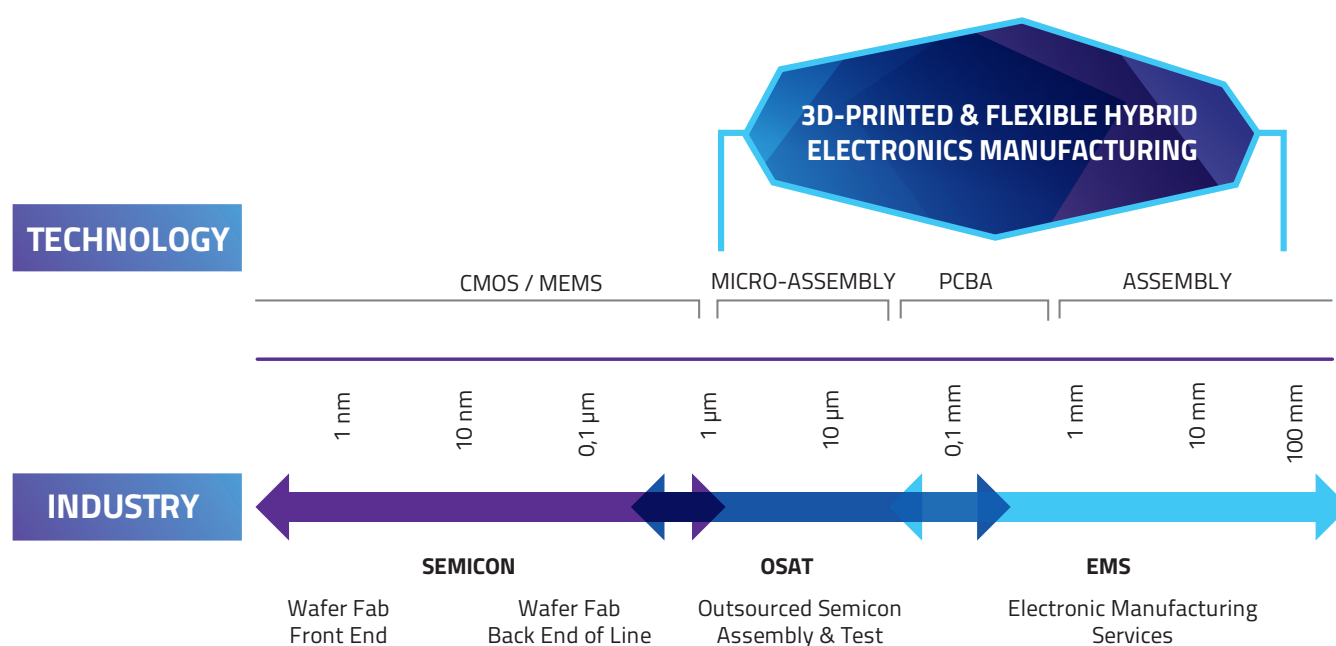 3D-PRINTED & FLEXIBLE HYBRID
ELECTRONICS MANUFACTURING
TECHNOLOGY
CMOS / MEMS
MICRO-ASSEMBLY
PCBA
ASSEMBLY
1 nm
10 nm
0,1 µm
1 µm
10 µm
0,1 mm
1 mm
10 mm
100 mm
INDUSTRY
SEMICON
OSAT
EMS
Wafer Fab
Front End
Wafer Fab
Back End of Line
Outsourced Semicon
Assembly & Test
Electronic Manufacturing
Services